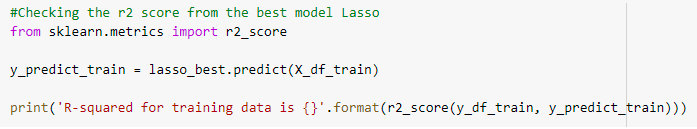 #Checking the r2 score from the best model Lasso
from sklearn.metrics import r2_score
y_predict_train = lasso_best.predict(X_df_train)
print('R-squared for training data is {}'.format(r2_score(y_df_train, y_predict_train)))